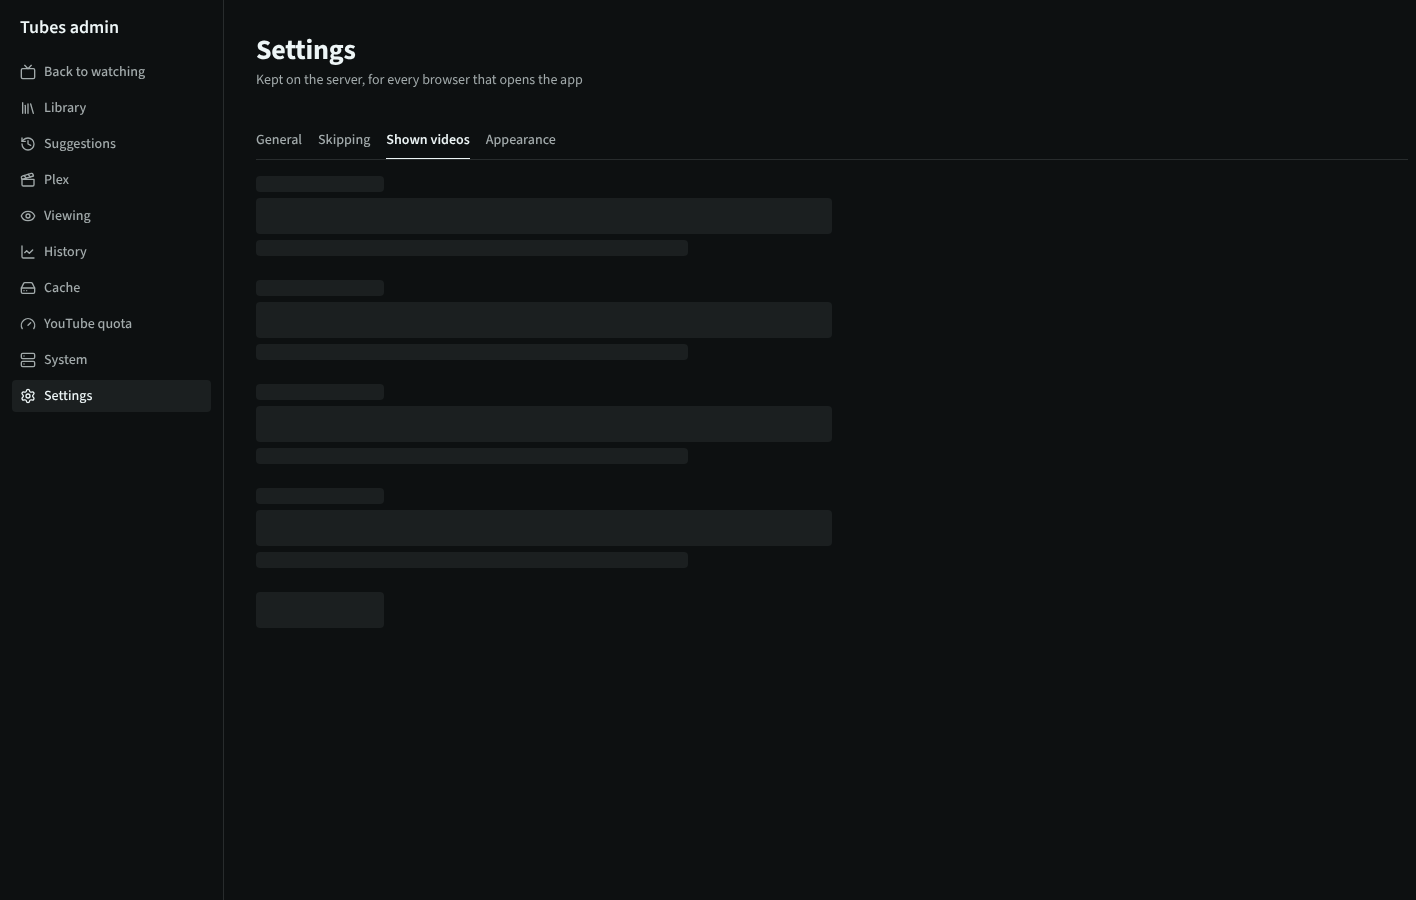 Tubes admin
Back to watching
Library
Suggestions
Plex
Viewing
History
Cache
YouTube quota
System
Settings
Settings
Kept on the server, for every browser that opens the app
General
Skipping
Shown videos
Appearance